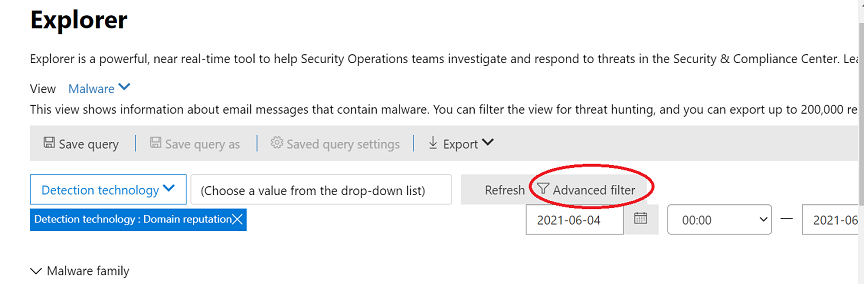 Explorer
Explorer is a powerful, near real-time tool to help Security Operations teams investigate and respond to threats in the Security & Compliance Center.
View Malware
This view shows information about email messages that contain malware. You can filter the view for threat hunting, and you can export up to 200,000
Save query Save query as Saved query settings Export
Detection technology (Choose a value from the drop-down list) Refresh Advanced filter
Detection technology : Domain reputation
2021-06-04 00:00 — 2021-06
Malware family